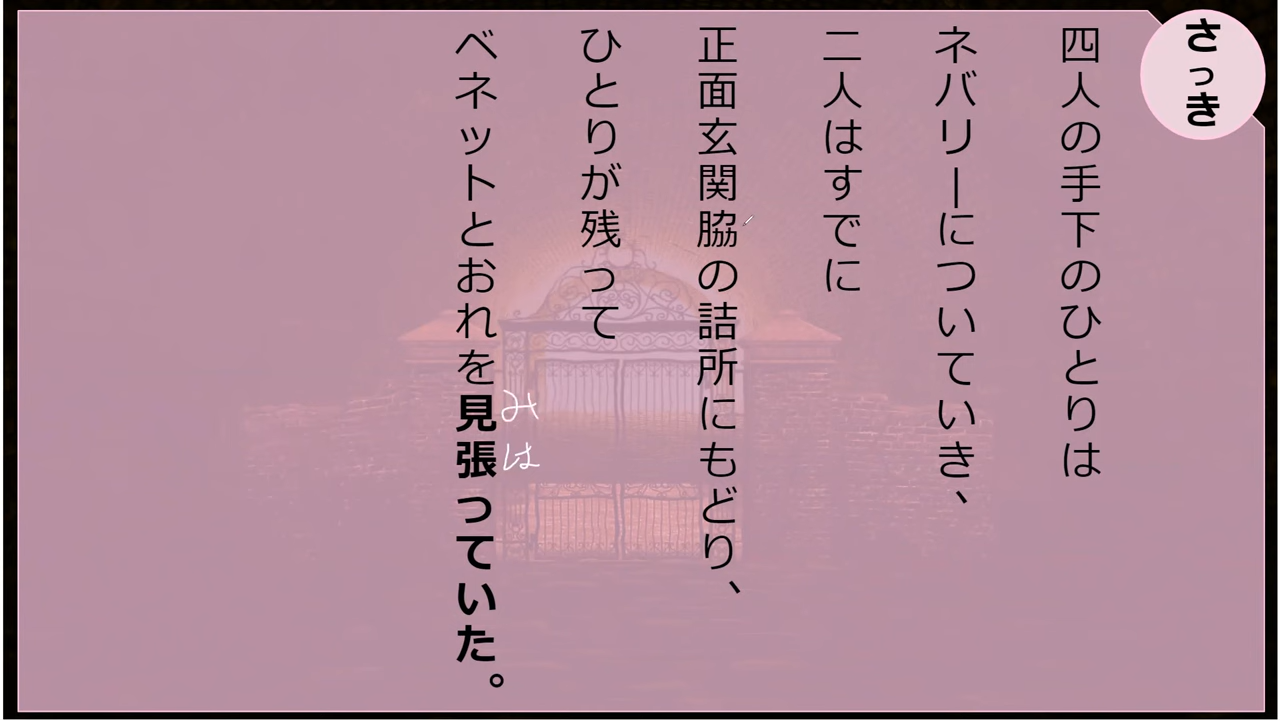 さっき
四人の手下のひとりは
ネバリーについていき、
二人はすでに
正面玄関脇の詰所にもどり、
ひとりが残って
ベネットとおれを見張っていた。
みは